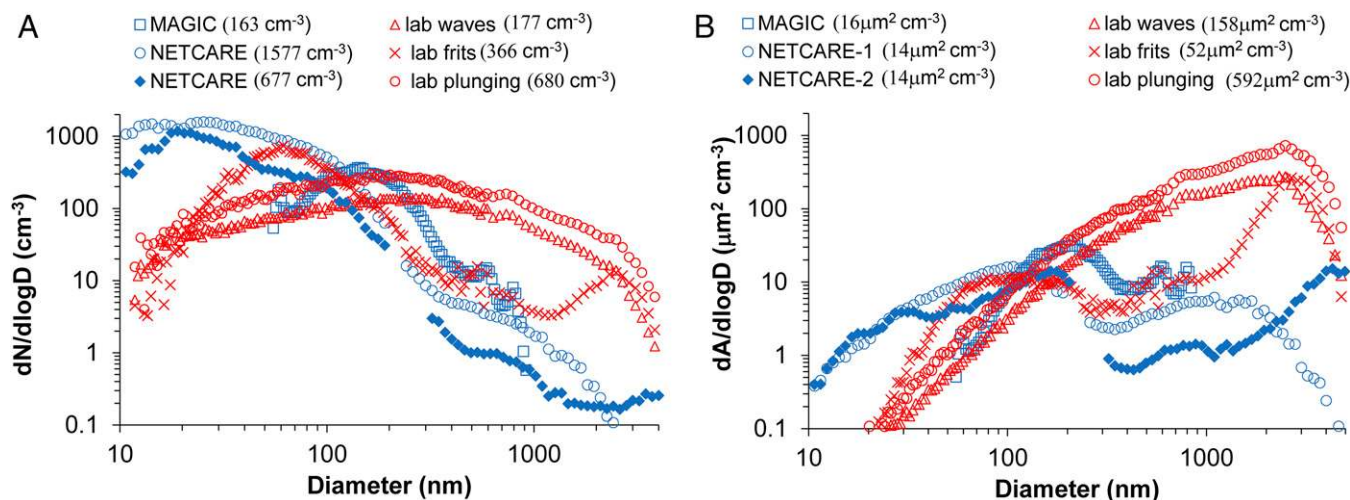 A
MAGIC (163 cm-3)
lab waves (177 cm-3)
NETCARE (1577 cm-3)
lab frits (366 cm-3)
NETCARE (677 cm-3)
lab plunging (680 cm-3)
dN/dlogD (cm-3)
1000
100
10
1
0.1
10
100
1000
Diameter (nm)
B
MAGIC (16μm2 cm-3)
lab waves (158μm2 cm-3)
NETCARE-1 (14μm2 cm-3)
lab frits (52μm2 cm-3)
NETCARE-2 (14μm2 cm-3)
lab plunging (592μm2 cm-3)
dA/dlogD (μm2 cm-3)
1000
100
10
1
0.1
10
100
1000
Diameter (nm)